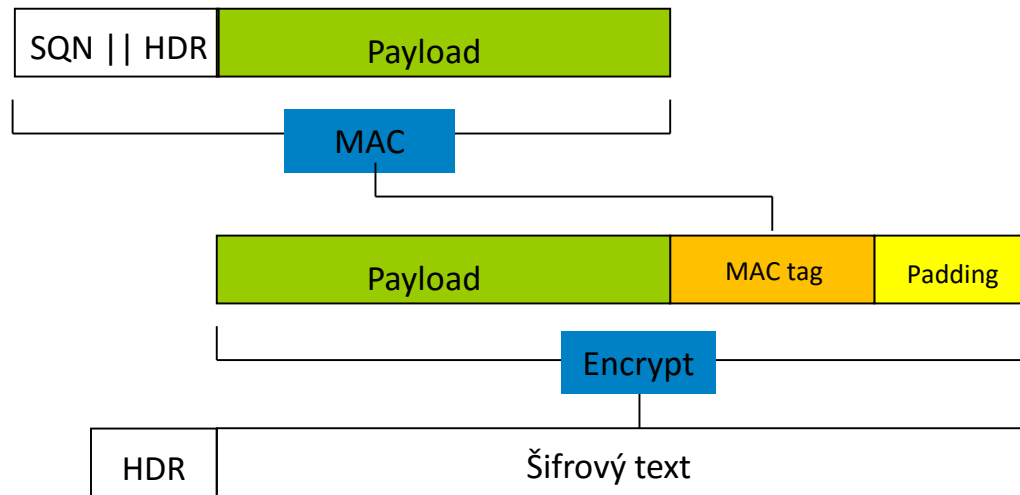 SQN || HDR Payload
MAC
Payload MAC tag Padding
Encrypt
HDR Šifrový text